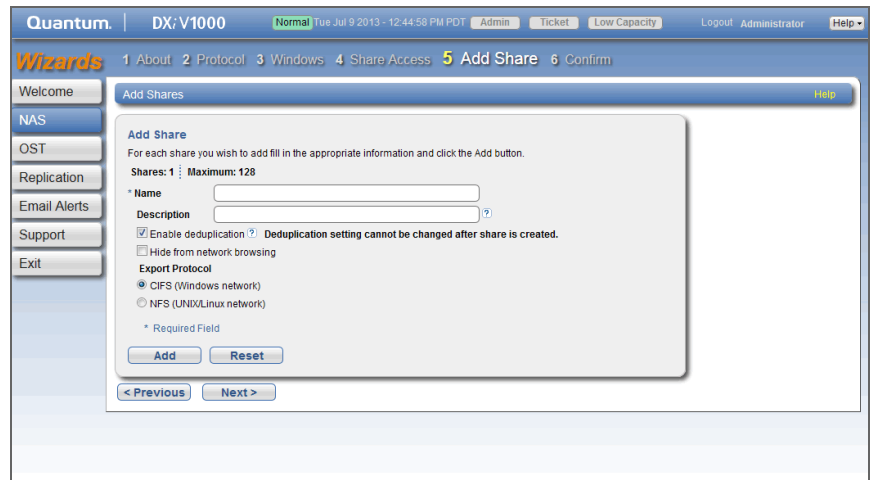 Quantum. DXi V1000 Normal Tue Jul 9 2013 - 12:44:58 PM PDT Admin Ticket Low Capacity Logout Administrator Help
Wizards 1 About 2 Protocol 3 Windows 4 Share Access 5 Add Share 6 Confirm
Welcome
NAS
OST
Replication
Email Alerts
Support
Exit
Add Shares Help
Add Share
For each share you wish to add fill in the appropriate information and click the Add button.
Shares: 1 Maximum: 128
* Name
Description ?
Enable deduplication ? Deduplication setting cannot be changed after share is created.
Hide from network browsing
Export Protocol
CIFS (Windows network)
NFS (UNIX/Linux network)
* Required Field
Add Reset
< Previous Next >